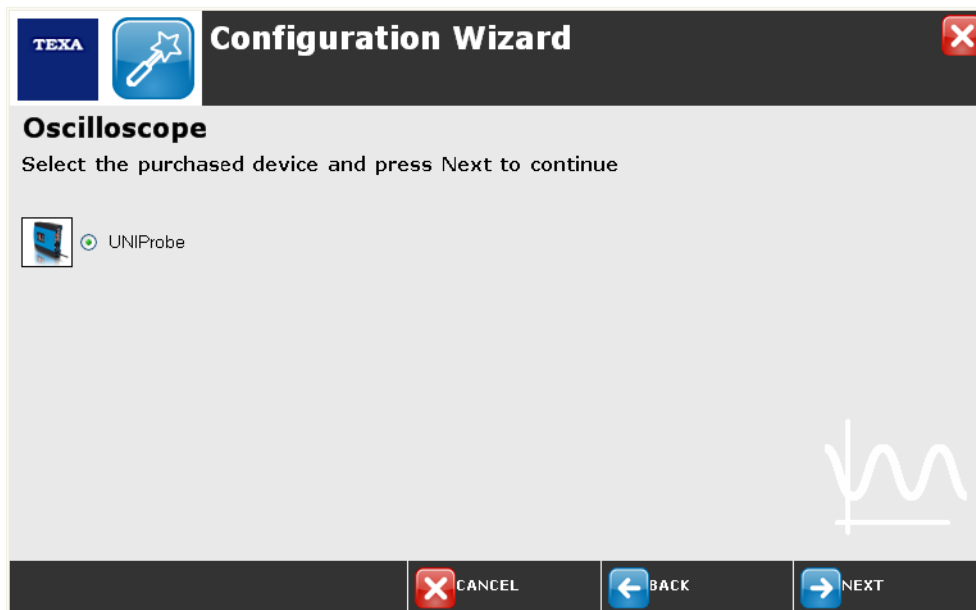 TEXA
Configuration Wizard
Oscilloscope
Select the purchased device and press Next to continue
UNIProbe
CANCEL
BACK
NEXT